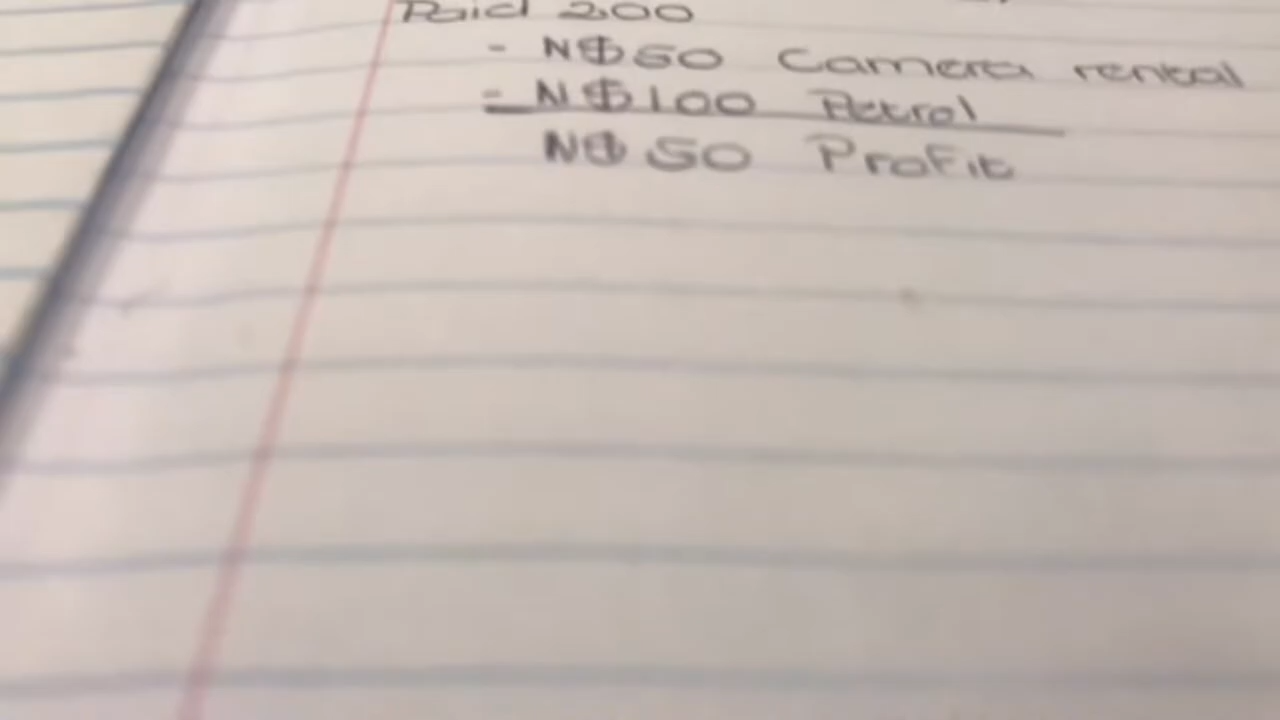 Paid 200
- N$50 Camera rental
- N$100 Petrol
N$50 Profit